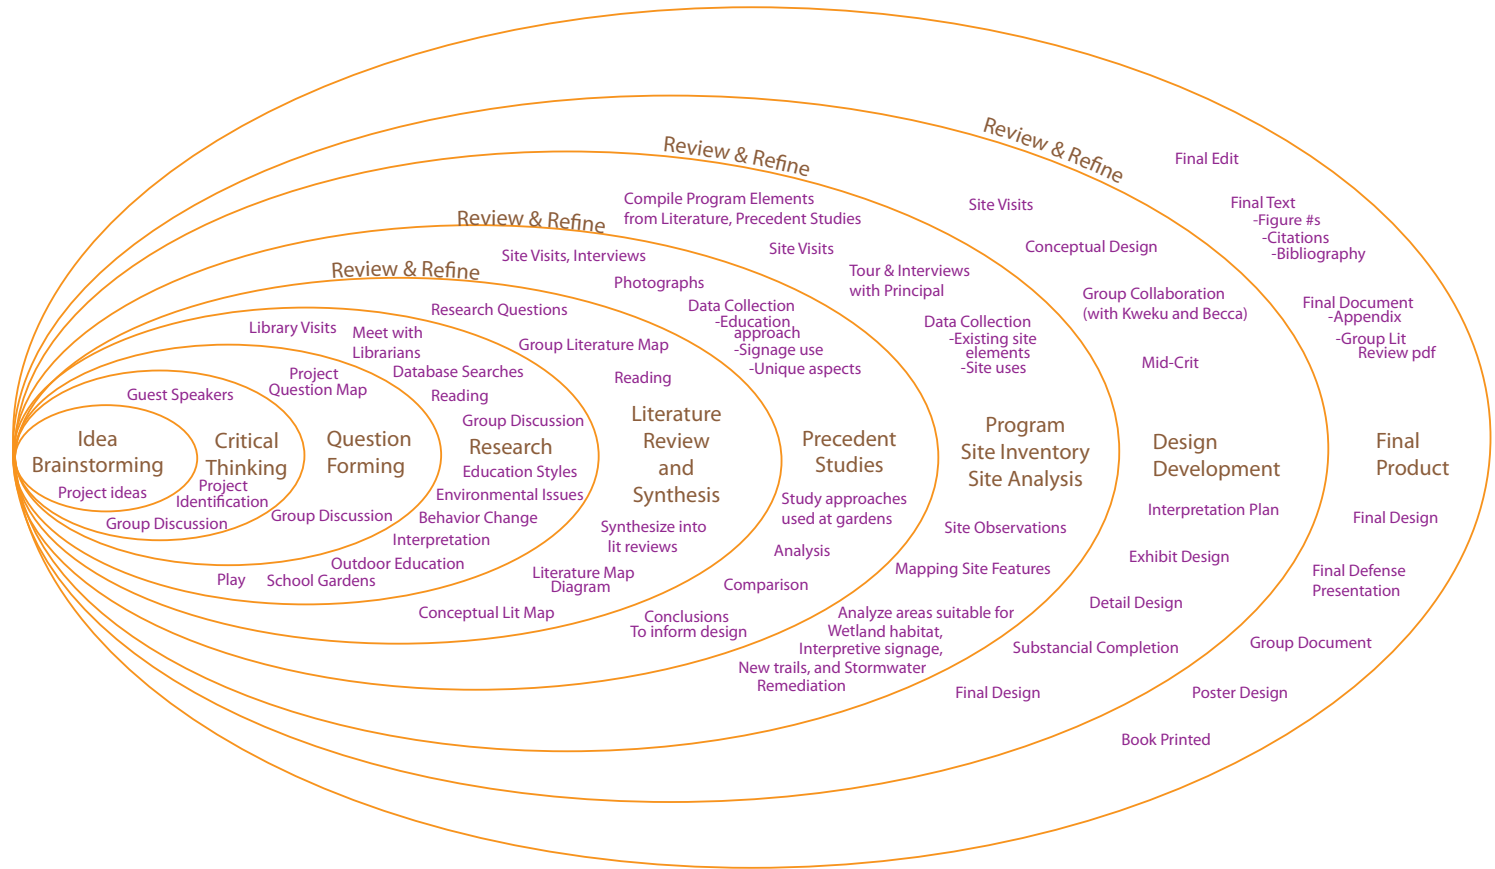 Idea
Brainstorming
Project ideas
Guest Speakers
Critical
Thinking
Project
Identification
Group Discussion
Project
Question Map
Question
Forming
Group Discussion
Library Visits
Meet with
Librarians
Database Searches
Reading
Group Discussion
Research
Education Styles
Environmental Issues
Behavior Change
Interpretation
Outdoor Education
School Gardens
Play
Review & Refine
Research Questions
Group Literature Map
Reading
Literature
Review
and
Synthesis
Synthesize into
lit reviews
Literature Map
Diagram
Conceptual Lit Map
Review & Refine
Site Visits, Interviews
Photographs
Data Collection
-Education
approach
-Signage use
-Unique aspects
Precedent
Studies
Study approaches
used at gardens
Analysis
Comparison
Conclusions
To inform design
Review & Refine
Compile Program Elements
from Literature, Precedent Studies
Site Visits
Tour & Interviews
with Principal
Data Collection
-Existing site
elements
-Site uses
Program
Site Inventory
Site Analysis
Site Observations
Mapping Site Features
Analyze areas suitable for
Wetland habitat,
Interpretive signage,
New trails, and Stormwater
Remediation
Review & Refine
Site Visits
Conceptual Design
Group Collaboration
(with Kweku and Becca)
Mid-Crit
Design
Development
Interpretation Plan
Exhibit Design
Detail Design
Substancial Completion
Final Design
Final Edit
Final Text
-Figure #s
-Citations
-Bibliography
Final Document
-Appendix
-Group Lit
Review pdf
Final
Product
Final Design
Final Defense
Presentation
Group Document
Poster Design
Book Printed